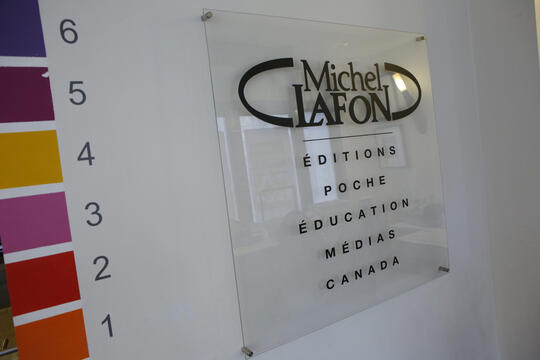 6
5
4
3
2
1
Michel
LAFON
ÉDITIONS
POCHE
ÉDUCATION
MÉDIAS
CANADA